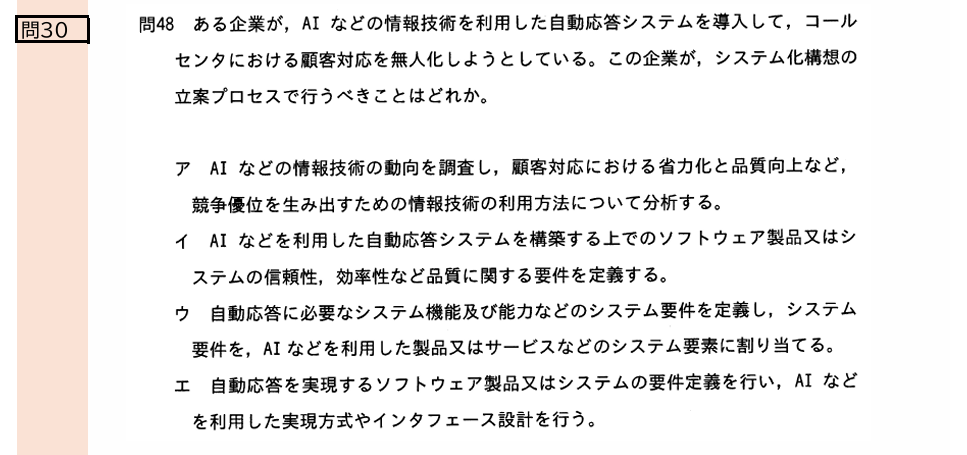 問30
問48 ある企業が，AI などの情報技術を利用した自動応答システムを導入して，コール
センタにおける顧客対応を無人化しようとしている。この企業が，システム化構想の
立案プロセスで行うべきことはどれか。
ア AI などの情報技術の動向を調査し，顧客対応における省力化と品質向上など，
競争優位を生み出すための情報技術の利用方法について分析する。
イ AI などを利用した自動応答システムを構築する上でのソフトウェア製品又はシ
ステムの信頼性，効率性など品質に関する要件を定義する。
ウ 自動応答に必要なシステム機能及び能力などのシステム要件を定義し，システム
要件を，AI などを利用した製品又はサービスなどのシステム要素に割り当てる。
エ 自動応答を実現するソフトウェア製品又はシステムの要件定義を行い，AI など
を利用した実現方式やインタフェース設計を行う。